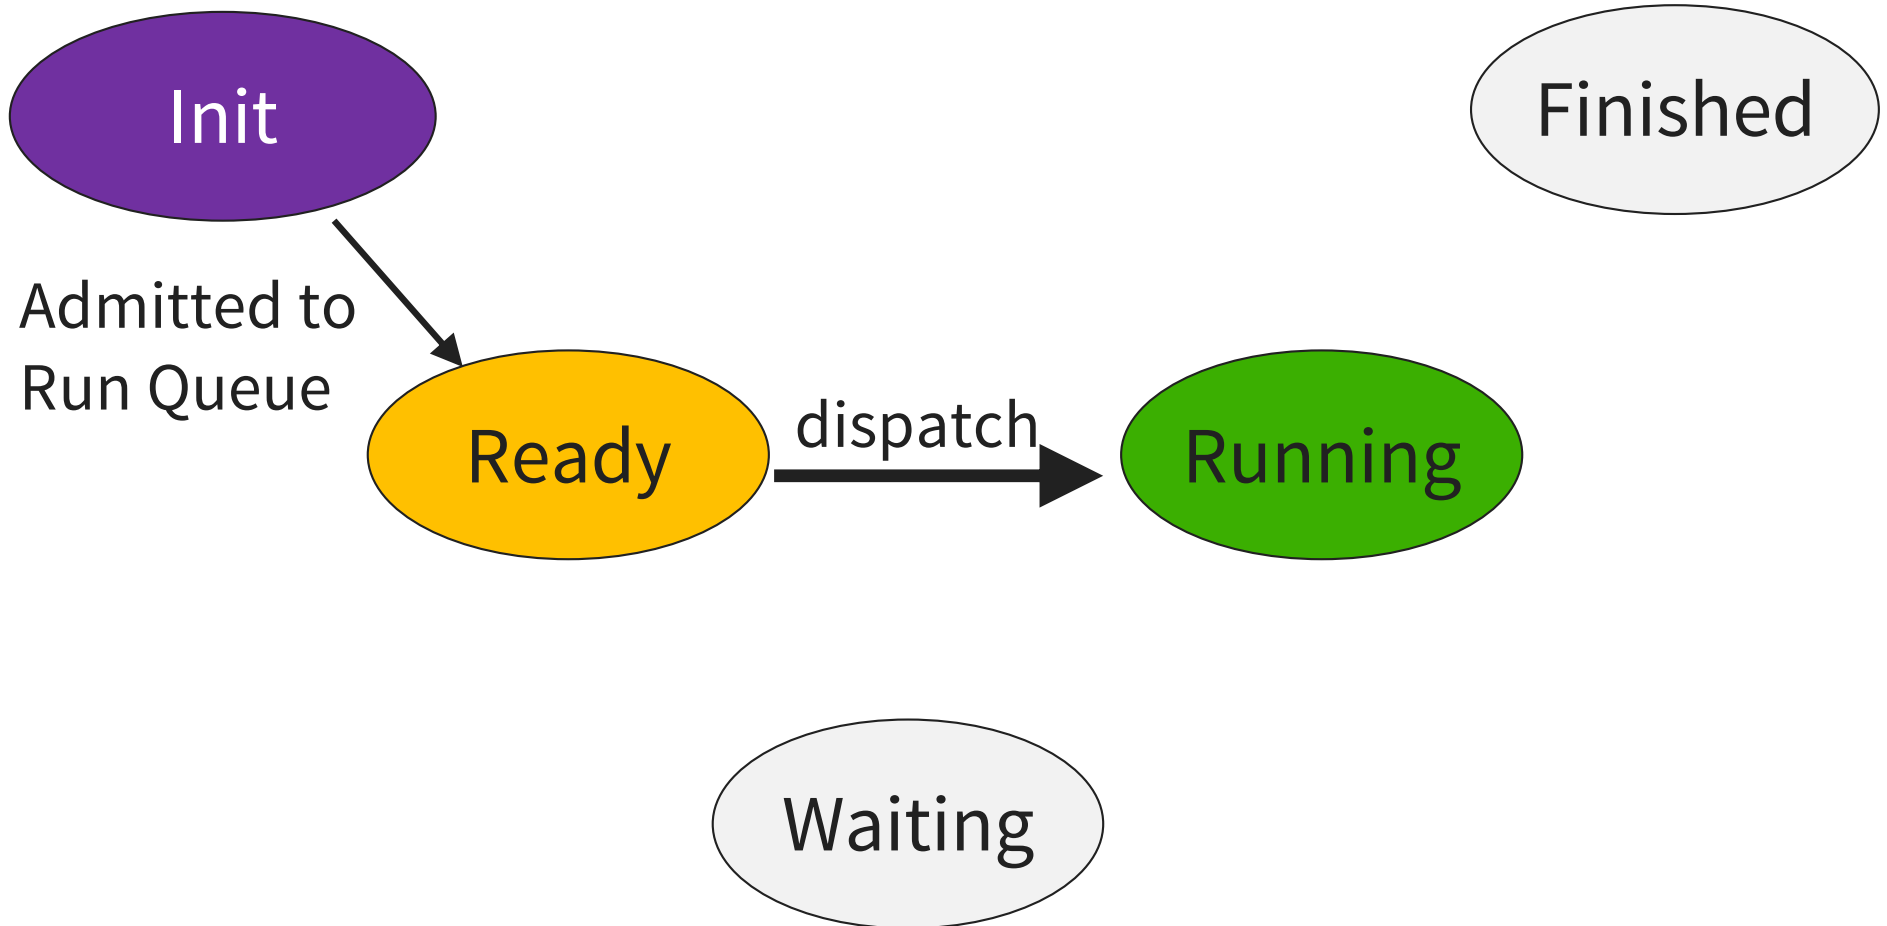 Init
Finished
Admitted to
Run Queue
Ready
dispatch
Running
Waiting